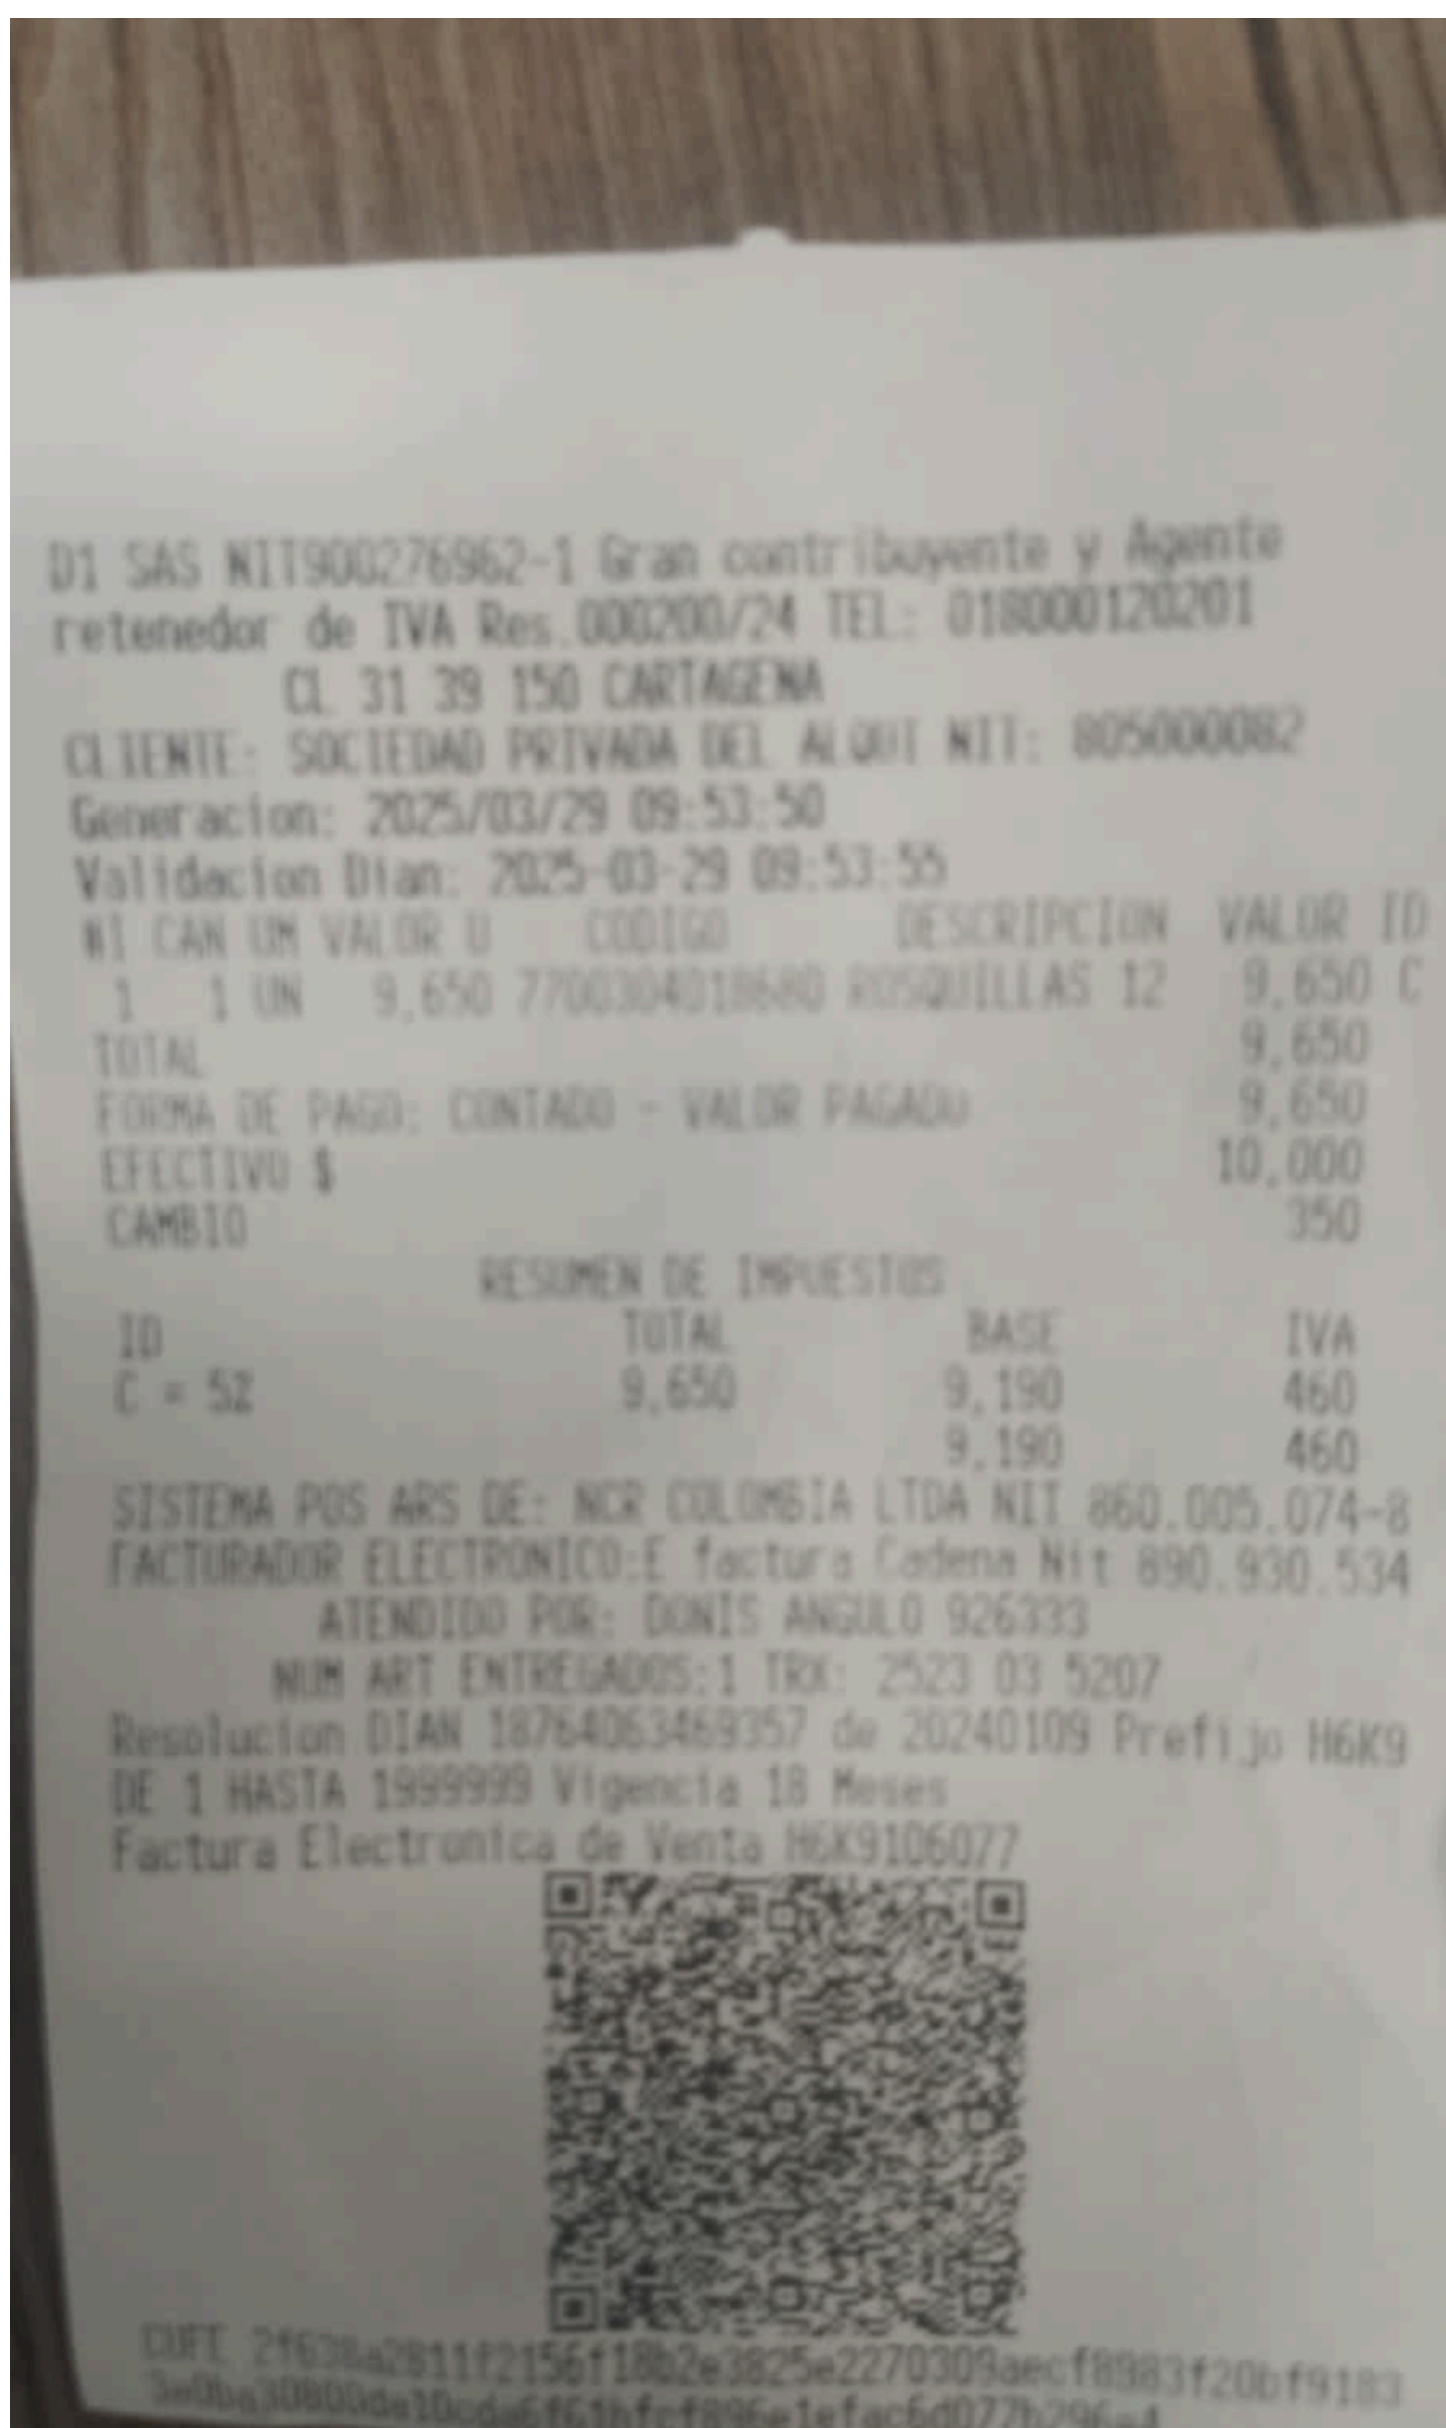 D1 SAS NIT900276962-1 Gran contribuyente y Agente
retenedor de IVA Res.000200/24 TEL: 018000120201
CL 31 39 150 CARTAGENA
CLIENTE: SOCIEDAD PRIVADA DEL ALQUI NIT: 805000082
Generacion: 2025/03/29 09:53:50
Validacion Dian: 2025-03-29 09:53:55
NI CAN UM VALOR U CODIGO DESCRIPCION VALOR ID
1 1 UN 9,650 7700304018680 ROSQUILLAS 12 9,650 C
TOTAL 9,650
FORMA DE PAGO: CONTADO - VALOR PAGADO 9,650
EFECTIVO $ 10,000
CAMBIO 350
RESUMEN DE IMPUESTOS
ID TOTAL BASE IVA
C = 5% 9,650 9,190 460
9,190 460
SISTEMA POS ARS DE: NCR COLOMBIA LTDA NIT 860.005.074-8
FACTURADOR ELECTRONICO:E factura Cadena Nit 890.930.534
ATENDIDO POR: DONIS ANGULO 926333
NUM ART ENTREGADOS:1 TRX: 2523 03 5207
Resolucion DIAN 18764063469357 de 20240109 Prefijo H6K9
DE 1 HASTA 1999999 Vigencia 18 Meses
Factura Electronica de Venta H6K9106077
CUFE